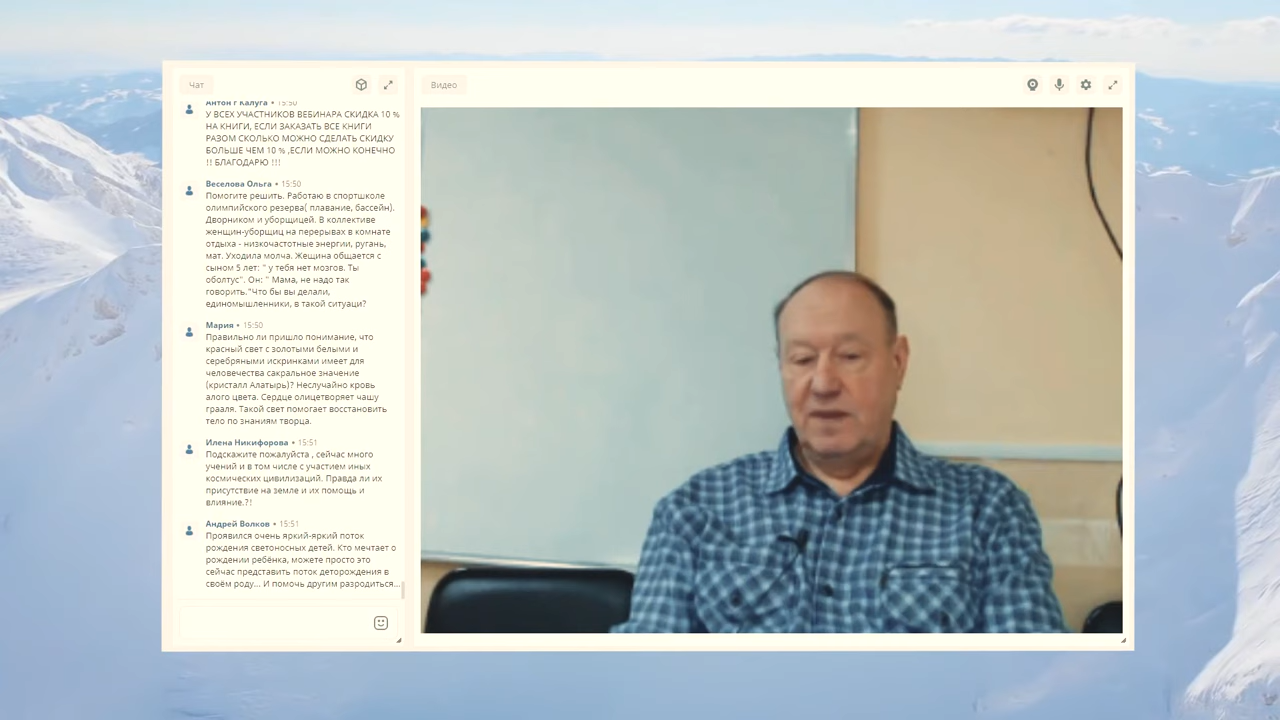 Чат
Видео
Антон г Калуга • 15:50
У ВСЕХ УЧАСТНИКОВ ВЕБИНАРА СКИДКА 10 %
НА КНИГИ, ЕСЛИ ЗАКАЗАТЬ ВСЕ КНИГИ
РАЗОМ СКОЛЬКО МОЖНО СДЕЛАТЬ СКИДКУ
БОЛЬШЕ ЧЕМ 10 % ,ЕСЛИ МОЖНО КОНЕЧНО
!! БЛАГОДАРЮ !!!
Веселова Ольга • 15:50
Помогите решить. Работаю в спортшколе
олимпийского резерва( плавание, бассейн).
Дворником и уборщицей. В коллективе
женщин-уборщиц на перерывах в комнате
отдыха - низкочастотные энергии, ругань,
мат. Уходила молча. Жещина общается с
сыном 5 лет: " у тебя нет мозгов. Ты
оболтус". Он: " Мама, не надо так
говорить."Что бы вы делали,
единомышленники, в такой ситуаци?
Мария • 15:50
Правильно ли пришло понимание, что
красный свет с золотыми белыми и
серебряными искринками имеет для
человечества сакральное значение
(кристалл Алатырь)? Неслучайно кровь
алого цвета. Сердце олицетворяет чашу
грааля. Такой свет помогает восстановить
тело по знаниям творца.
Илена Никифорова • 15:51
Подскажите пожалуйста , сейчас много
учений и в том числе с участием иных
космических цивилизаций. Правда ли их
присутствие на земле и их помощь и
влияние.?!
Андрей Волков • 15:51
Проявился очень яркий-яркий поток
рождения светоносных детей. Кто мечтает о
рождении ребёнка, можете просто это
сейчас представить поток деторождения в
своём роду... И помочь другим разродиться...